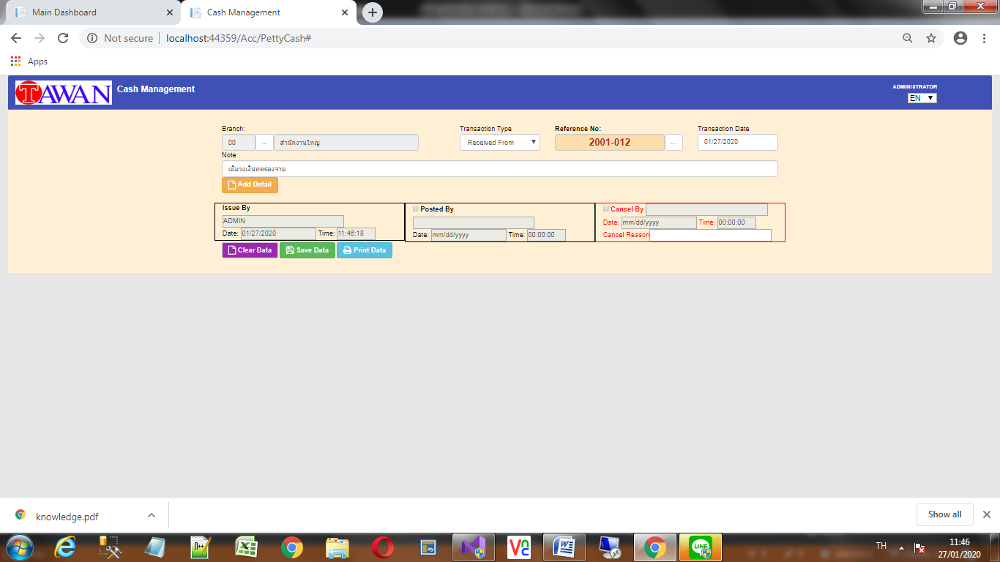 Main Dashboard
Cash Management
Not secure
localhost:44359/Acc/PettyCash#
Apps
TAWAN
Cash Management
ADMINISTRATOR
EN
Branch:
Transaction Type
Reference No:
Transaction Date
00
...
สำนักงานใหญ่
Received From
2001-012
...
01/27/2020
Note
เติมวงเงินทดรองจ่าย
Add Detail
Issue By
ADMIN
Date: 01/27/2020 Time: 11:46:18
Posted By
Date: mm/dd/yyyy Time: 00:00:00
Cancel By
Date: mm/dd/yyyy Time: 00:00:00
Cancel Reason
Clear Data
Save Data
Print Data
knowledge.pdf
Show all
TH
11:46
27/01/2020